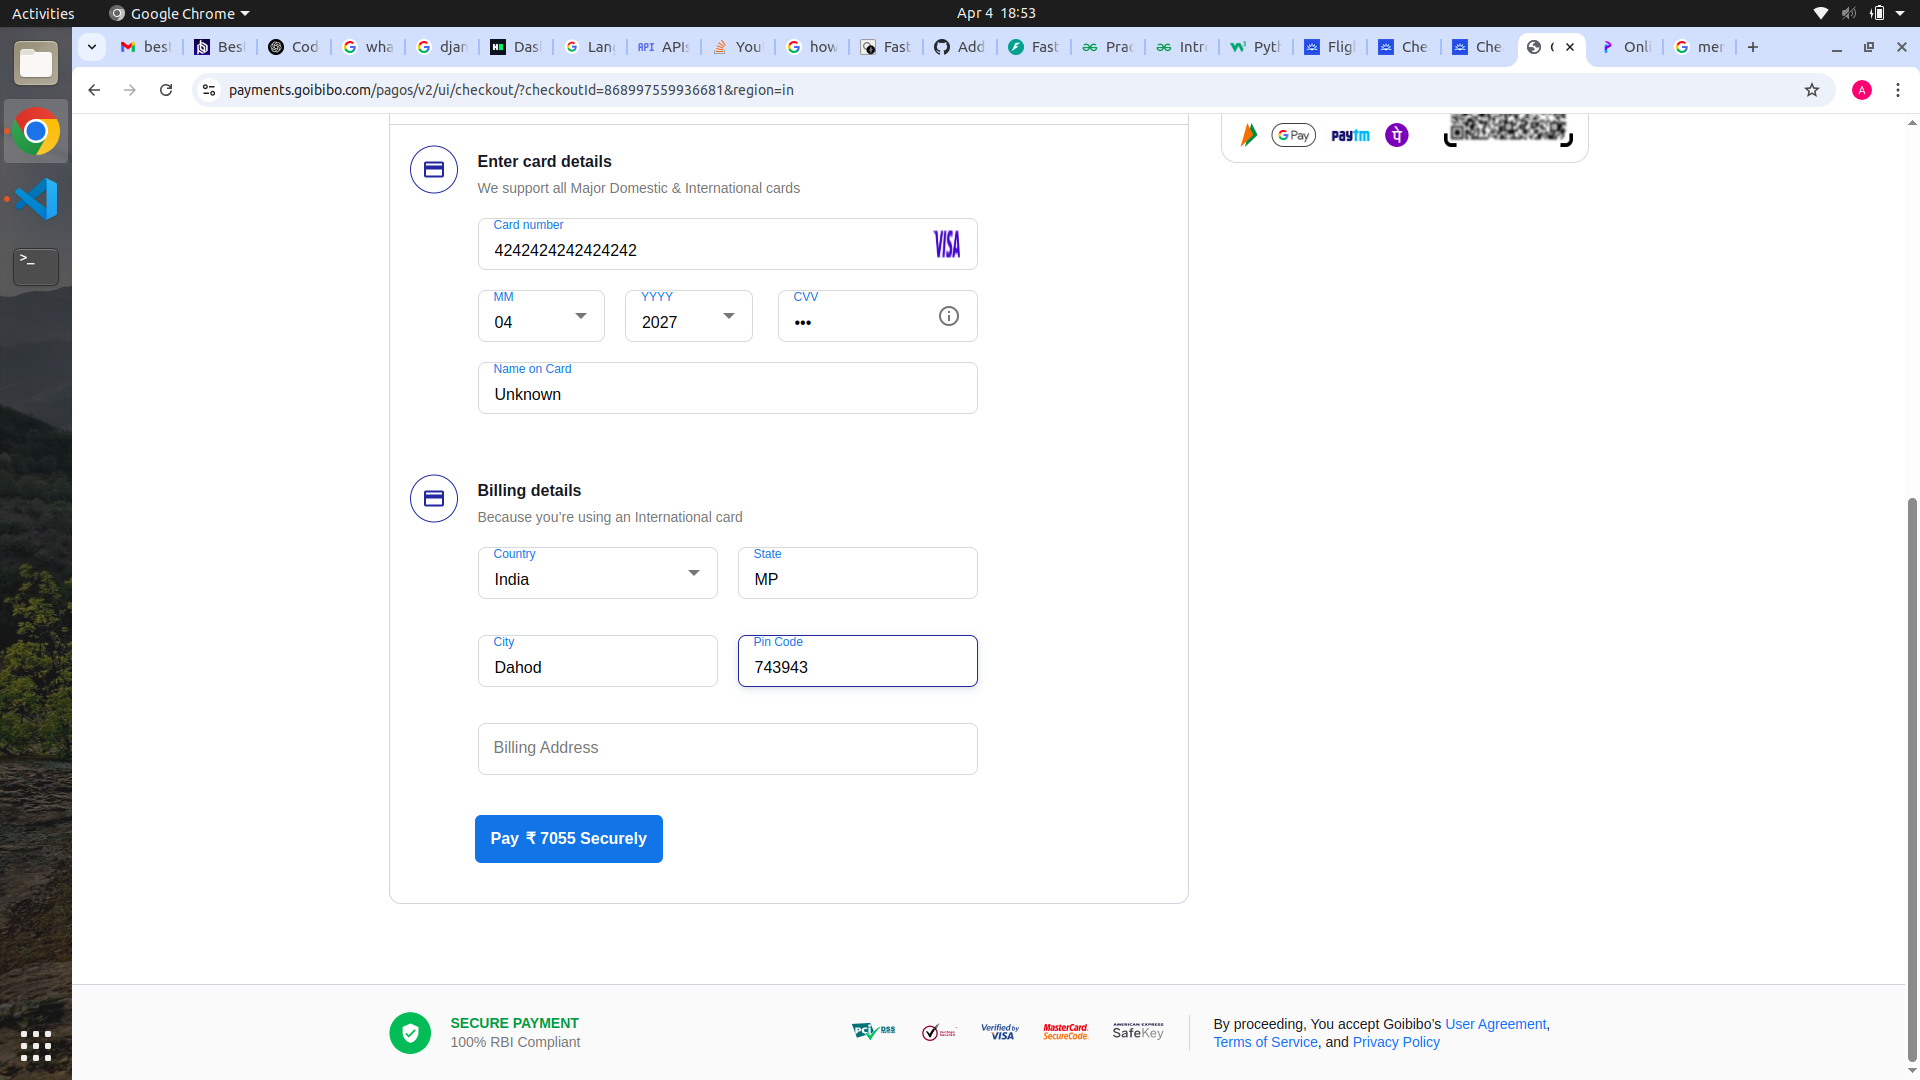 Activities
Google Chrome
Apr 4 18:53
best
Bes
Cod
wha
djan
Das
Lan
API APIs
You
how
Fast
Add
Fast
Prac
Intr
Pyth
Fligh
Che
Che
Onli
mer
payments.goibibo.com/pagos/v2/ui/checkout/?checkoutId=868997559936681&region=in
A
G Pay
paytm
पे
Enter card details
We support all Major Domestic & International cards
Card number
4242424242424242
VISA
MM
04
YYYY
2027
CVV
•••
Name on Card
Unknown
Billing details
Because you’re using an International card
Country
India
State
MP
City
Dahod
Pin Code
743943
Billing Address
Pay ₹ 7055 Securely
SECURE PAYMENT
100% RBI Compliant
PCI DSS
Verified by
VISA
MasterCard.
SecureCode.
AMERICAN EXPRESS
SafeKey
By proceeding, You accept Goibibo’s User Agreement,
Terms of Service, and Privacy Policy